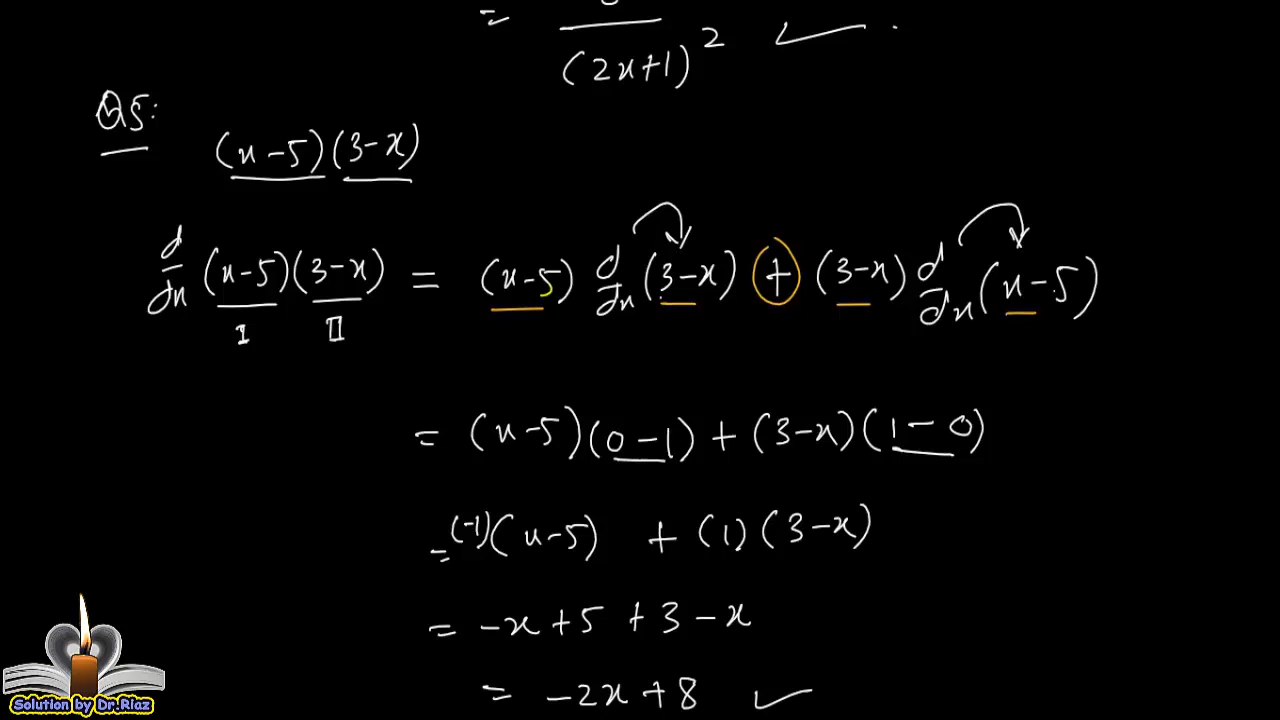 = / (2x+1)² ✓
Q5:
(x-5)(3-x)
d/dx (x-5)(3-x) = (x-5) d/dx (3-x) + (3-x) d/dx (x-5)
I II
= (x-5)(0-1) + (3-x)(1-0)
= (-1)(x-5) + (1)(3-x)
= -x+5 +3-x
= -2x+8 ✓
Solution by Dr.Riaz